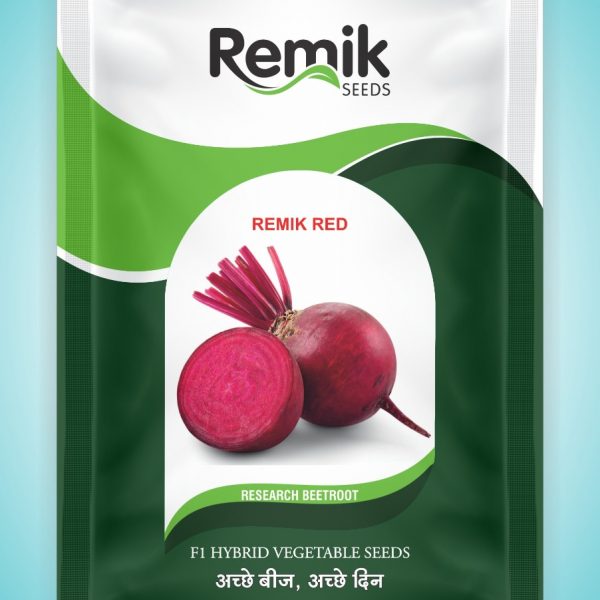 Remik
SEEDS
REMIK RED
RESEARCH BEETROOT
F1 HYBRID VEGETABLE SEEDS
अच्छे बीज, अच्छे दिन